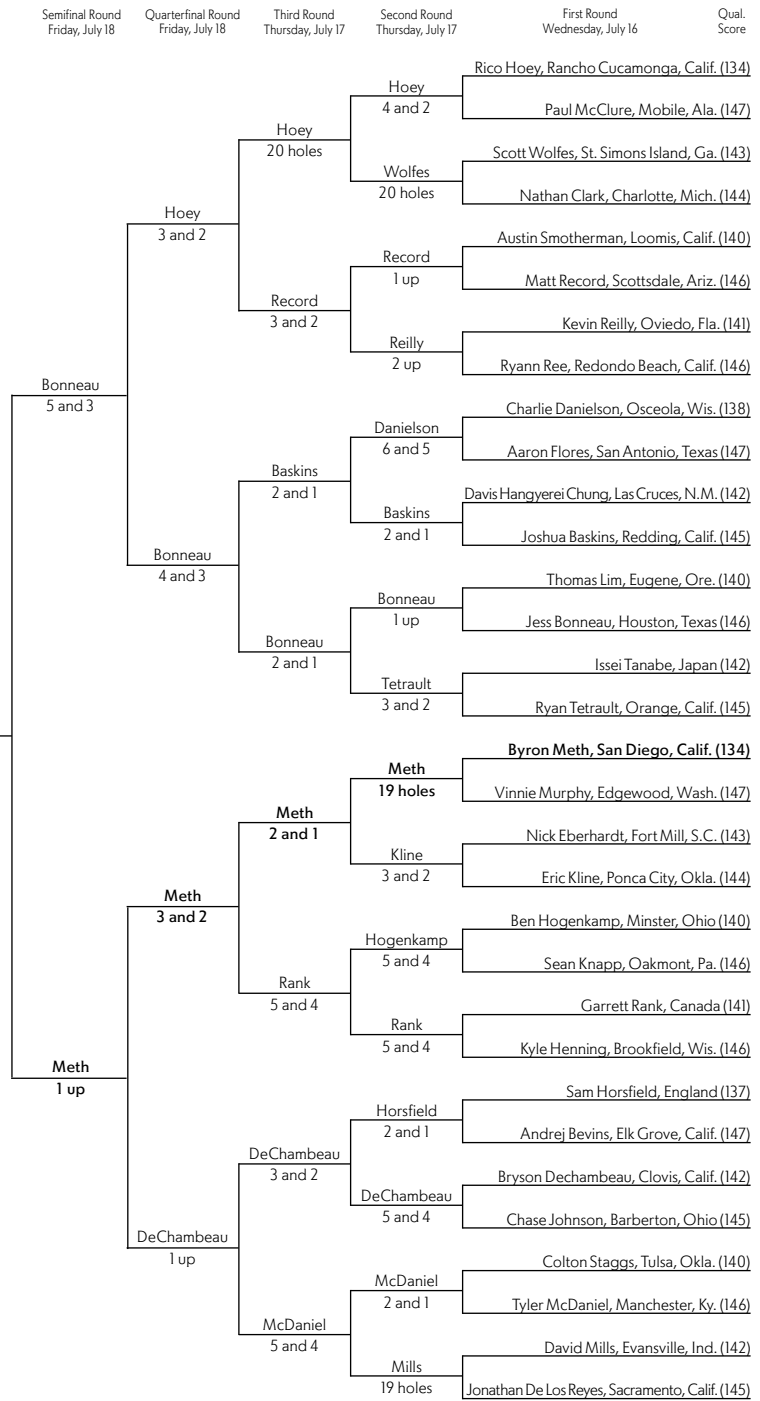 Semifinal Round
Friday, July 18
Quarterfinal Round
Friday, July 18
Third Round
Thursday, July 17
Second Round
Thursday, July 17
First Round
Wednesday, July 16
Qual.
Score
Rico Hoey, Rancho Cucamonga, Calif. (134)
Hoey
4 and 2
Paul McClure, Mobile, Ala. (147)
Hoey
20 holes
Scott Wolfes, St. Simons Island, Ga. (143)
Wolfes
20 holes
Nathan Clark, Charlotte, Mich. (144)
Hoey
3 and 2
Austin Smotherman, Loomis, Calif. (140)
Record
1 up
Matt Record, Scottsdale, Ariz. (146)
Record
3 and 2
Kevin Reilly, Oviedo, Fla. (141)
Reilly
2 up
Ryann Ree, Redondo Beach, Calif. (146)
Bonneau
5 and 3
Charlie Danielson, Osceola, Wis. (138)
Danielson
6 and 5
Aaron Flores, San Antonio, Texas (147)
Baskins
2 and 1
Davis Hangyerei Chung, Las Cruces, N.M. (142)
Baskins
2 and 1
Joshua Baskins, Redding, Calif. (145)
Bonneau
4 and 3
Thomas Lim, Eugene, Ore. (140)
Bonneau
1 up
Jess Bonneau, Houston, Texas (146)
Bonneau
2 and 1
Issei Tanabe, Japan (142)
Tetrault
3 and 2
Ryan Tetrault, Orange, Calif. (145)
Byron Meth, San Diego, Calif. (134)
Meth
19 holes
Vinnie Murphy, Edgewood, Wash. (147)
Meth
2 and 1
Nick Eberhardt, Fort Mill, S.C. (143)
Kline
3 and 2
Eric Kline, Ponca City, Okla. (144)
Meth
3 and 2
Ben Hogenkamp, Minster, Ohio (140)
Hogenkamp
5 and 4
Sean Knapp, Oakmont, Pa. (146)
Rank
5 and 4
Garrett Rank, Canada (141)
Rank
5 and 4
Kyle Henning, Brookfield, Wis. (146)
Meth
1 up
Sam Horsfield, England (137)
Horsfield
2 and 1
Andrej Bevins, Elk Grove, Calif. (147)
DeChambeau
3 and 2
Bryson Dechambeau, Clovis, Calif. (142)
DeChambeau
5 and 4
Chase Johnson, Barberton, Ohio (145)
DeChambeau
1 up
Colton Staggs, Tulsa, Okla. (140)
McDaniel
2 and 1
Tyler McDaniel, Manchester, Ky. (146)
McDaniel
5 and 4
David Mills, Evansville, Ind. (142)
Mills
19 holes
Jonathan De Los Reyes, Sacramento, Calif. (145)